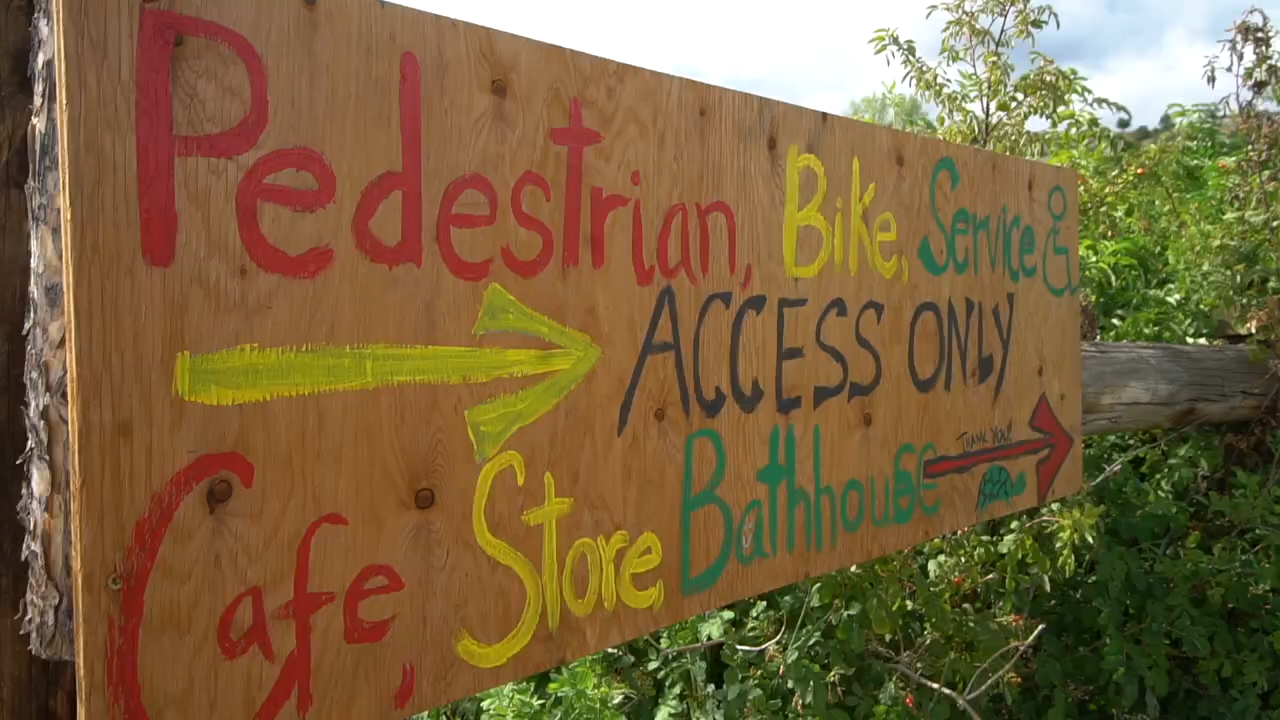 Pedestrian, Bike, Service
ACCESS ONLY
Cafe, Store, Bathhouse
THANK YOU!